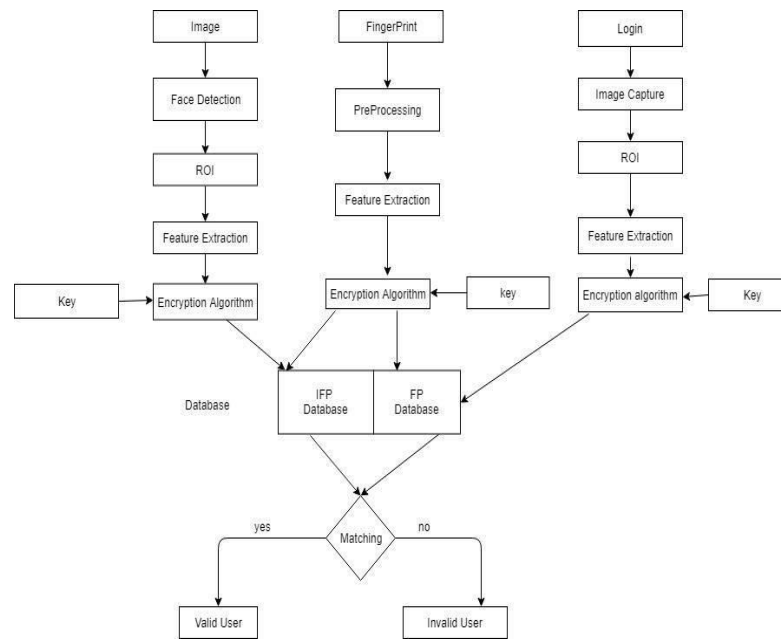 Image
FingerPrint
Login
Face Detection
PreProcessing
Image Capture
ROI
ROI
Feature Extraction
Feature Extraction
Feature Extraction
Key
Encryption Algorithm
Encryption Algorithm
key
Encryption algorithm
Key
Database
IFP
Database
FP
Database
yes
Matching
no
Valid User
Invalid User